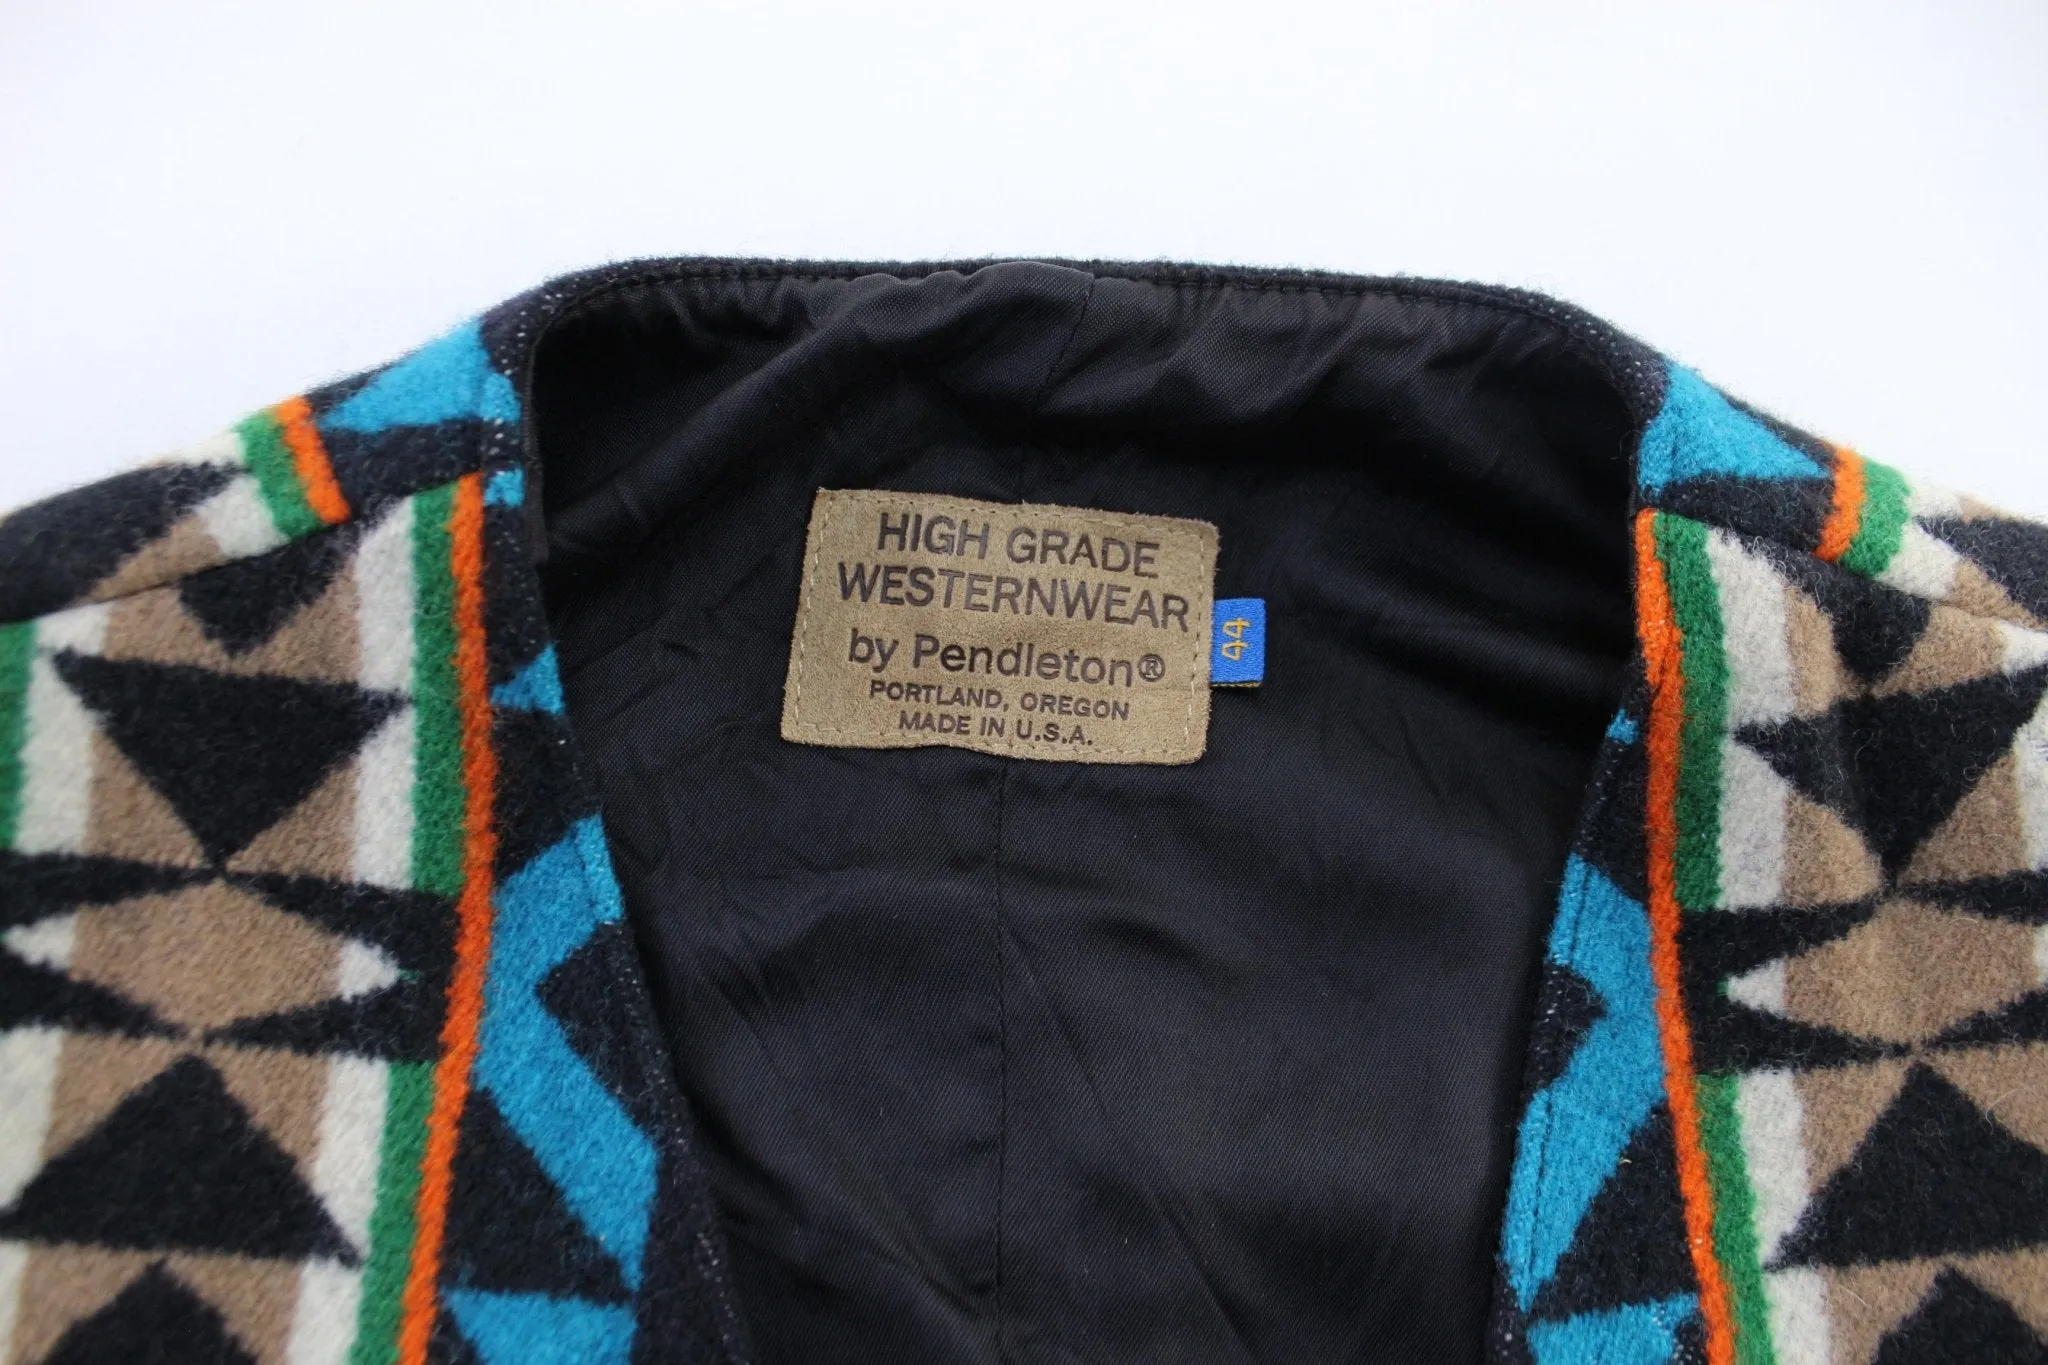 HIGH GRADE
WESTERNWEAR
by Pendleton®
PORTLAND, OREGON
MADE IN U.S.A.
44